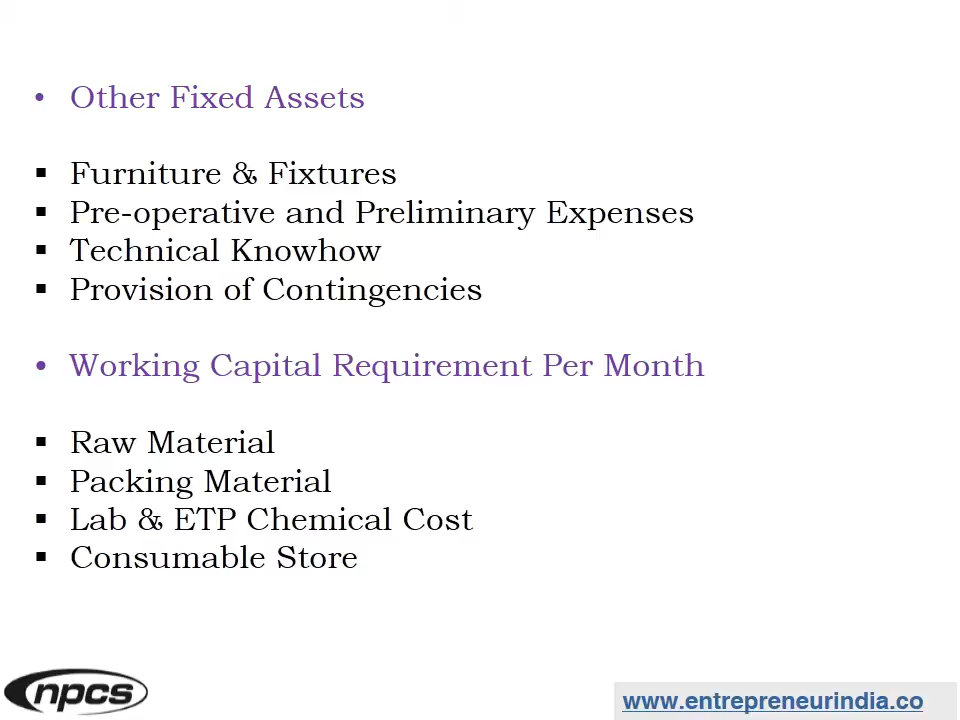 • Other Fixed Assets
▪ Furniture & Fixtures
▪ Pre-operative and Preliminary Expenses
▪ Technical Knowhow
▪ Provision of Contingencies
• Working Capital Requirement Per Month
▪ Raw Material
▪ Packing Material
▪ Lab & ETP Chemical Cost
▪ Consumable Store
npcs
www.entrepreneurindia.co